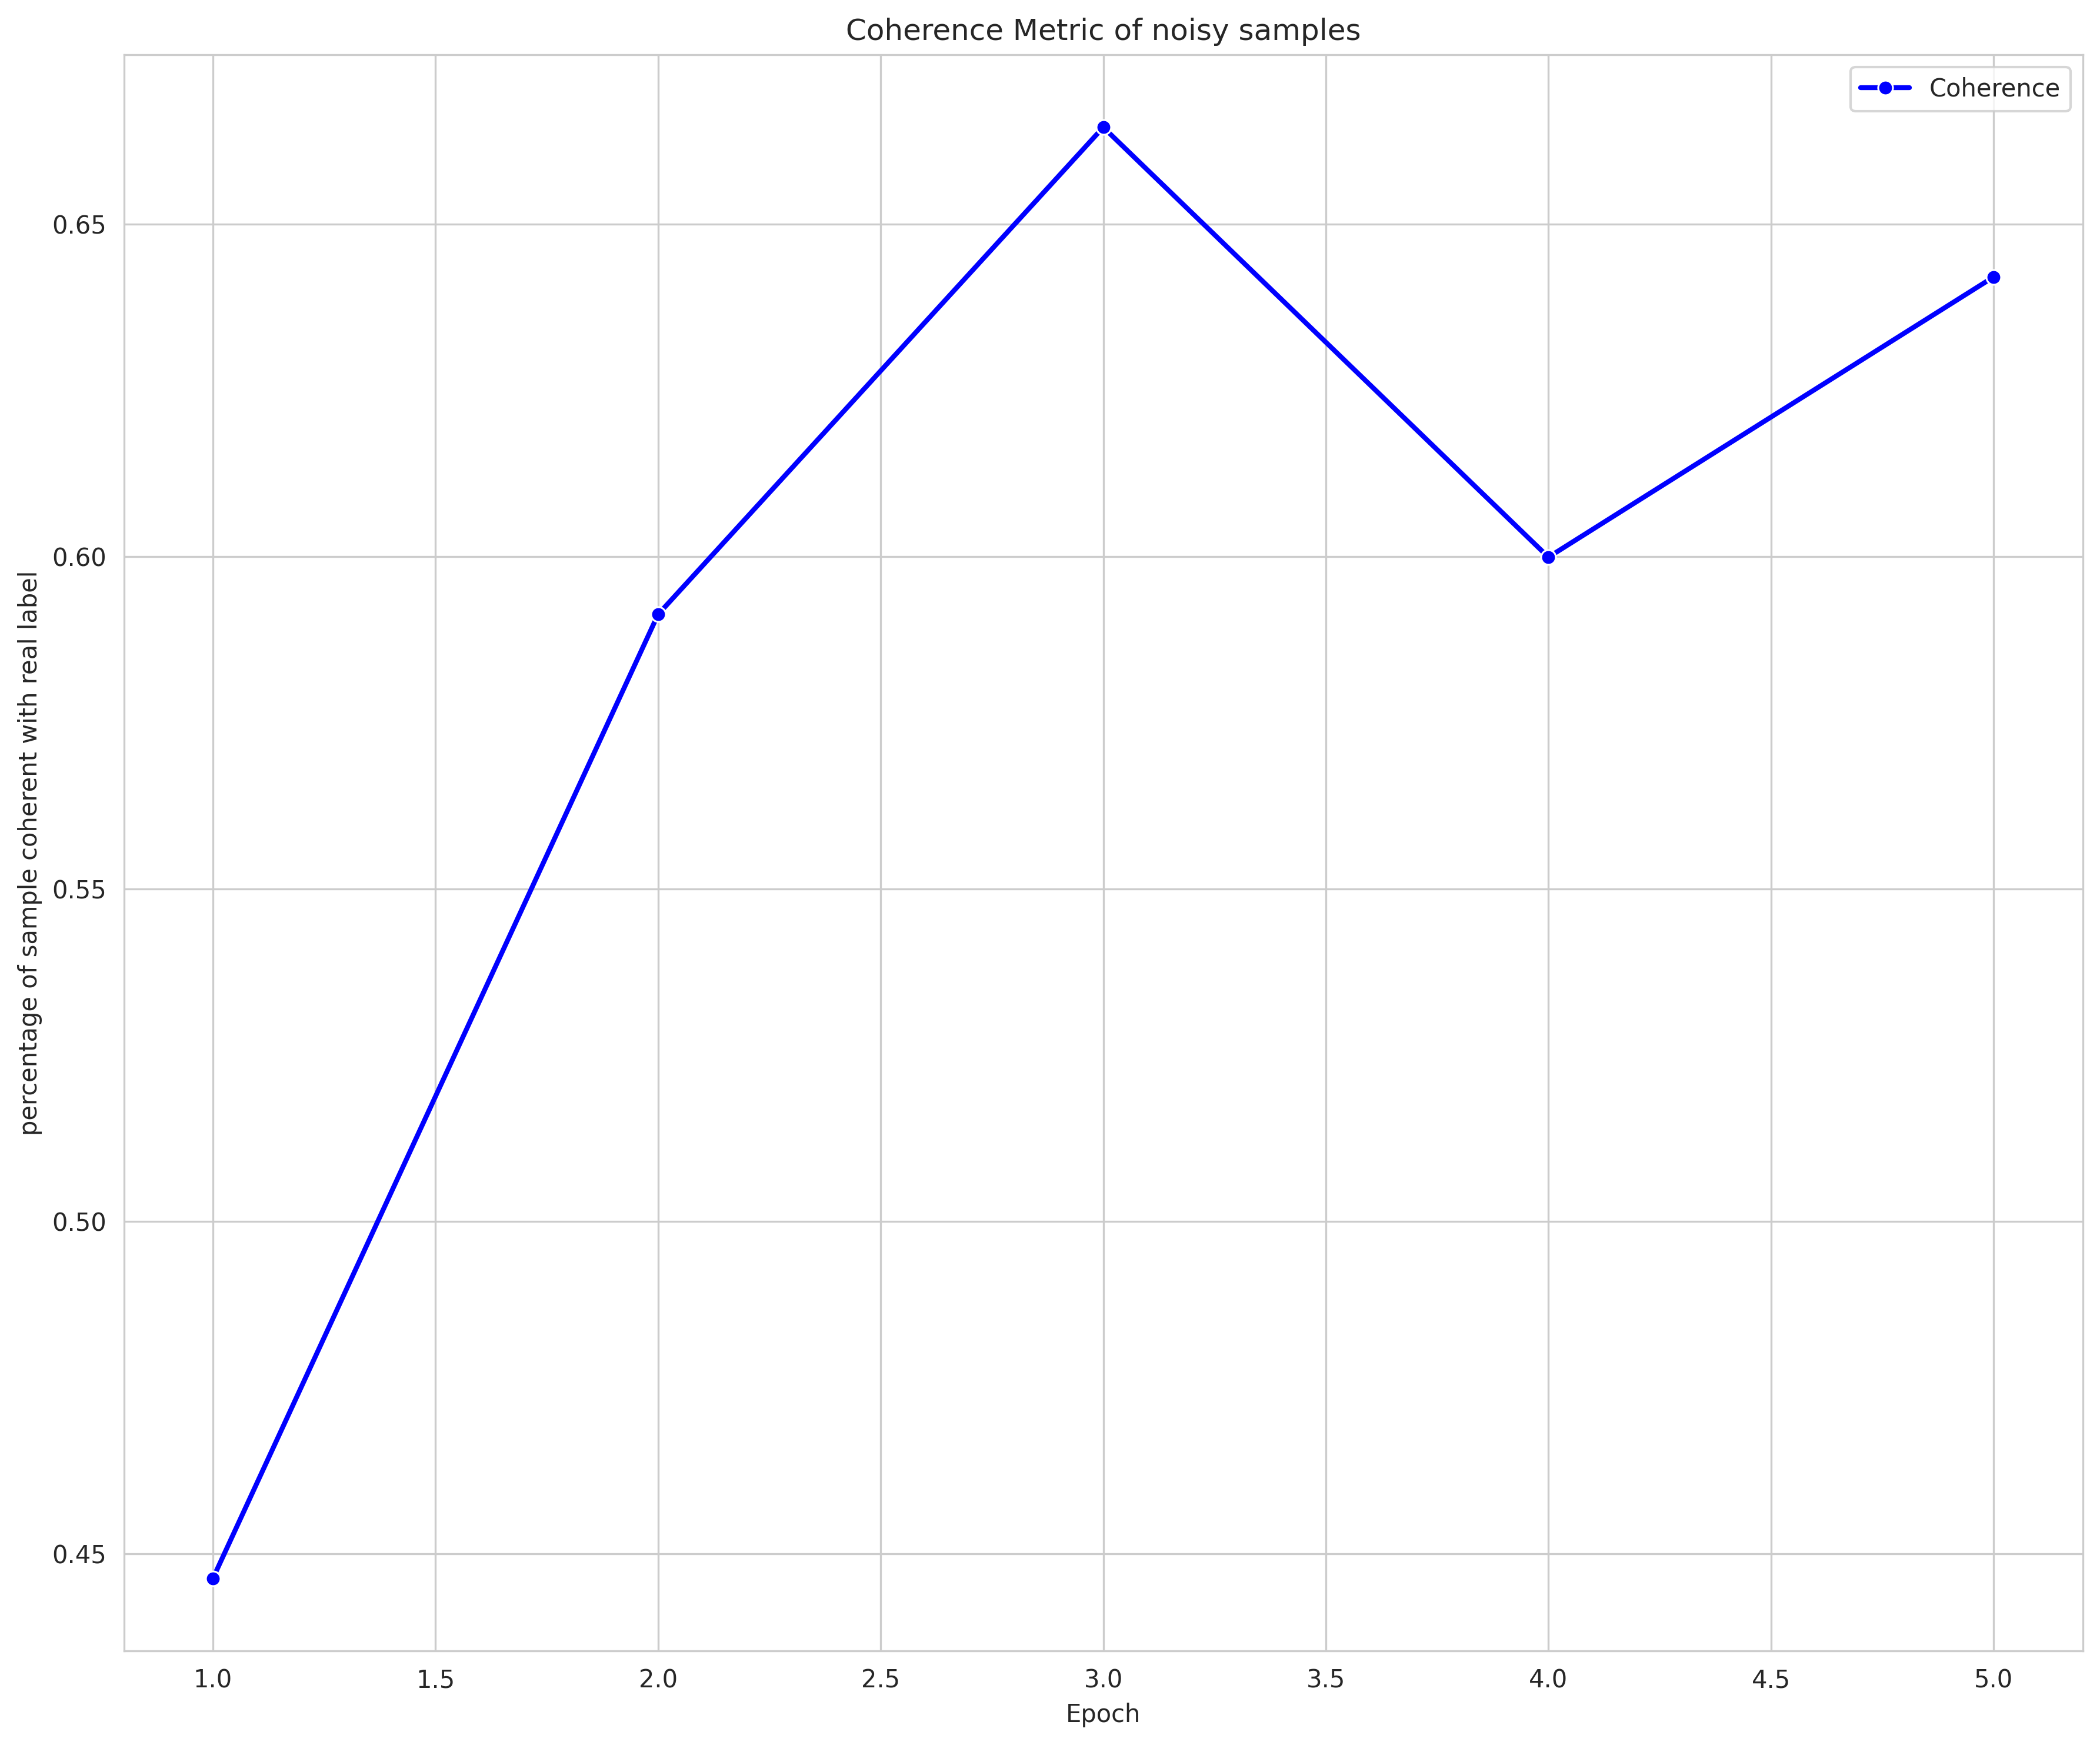 Coherence Metric of noisy samples
Coherence
percentage of sample coherent with real label
0.65
0.60
0.55
0.50
0.45
1.0 1.5 2.0 2.5 3.0 3.5 4.0 4.5 5.0
Epoch